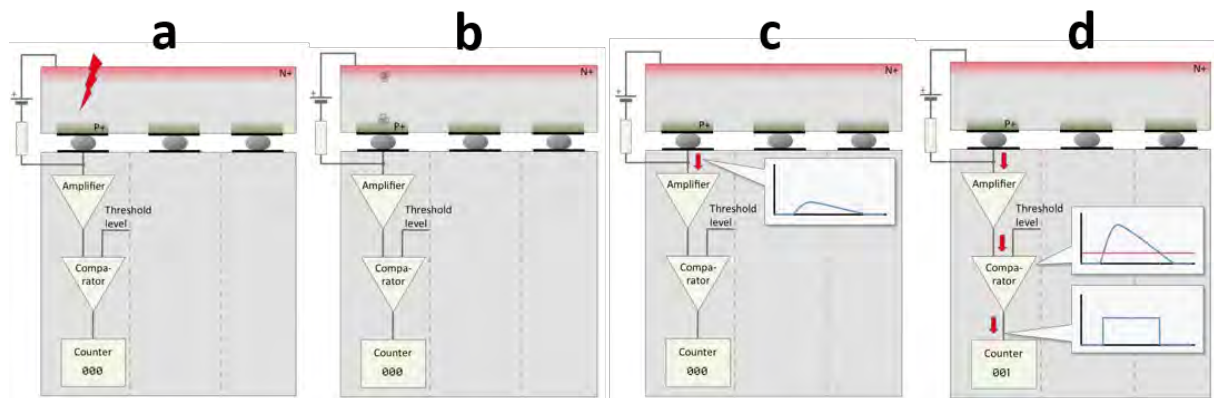 a
N+
P+
Amplifier
Threshold
level
Compa-
rator
Counter
000
b
N+
P+
Amplifier
Threshold
level
Compa-
rator
Counter
000
c
N+
P+
Amplifier
Threshold
level
Compa-
rator
Counter
000
d
N+
P+
Amplifier
Threshold
level
Compa-
rator
Counter
001